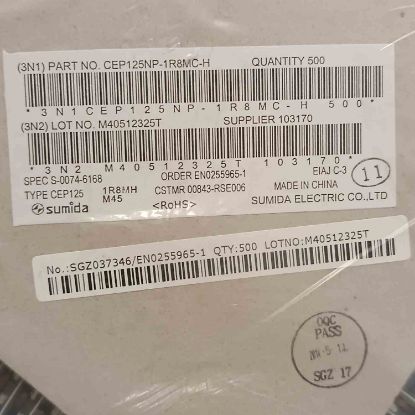 (3N1) PART NO. CEP125NP-1R8MC-H QUANTITY 500
*3N1CEP125NP-1R8MC-H 500*
(3N2) LOT NO. M40512325T SUPPLIER 103170
*3N2 M40512325T 103170*
SPEC S-0074-6168 ORDER EN0255965-1 EIAJ C-3
TYPE CEP125 1R8MH CSTMR 00843-RSE006 MADE IN CHINA 11
sumida M45 <RoHS> SUMIDA ELECTRIC CO.,LTD
No.:SGZ037346/EN0255965-1 QTY:500 LOTNO:M40512325T
OQC
PASS
SGZ 17